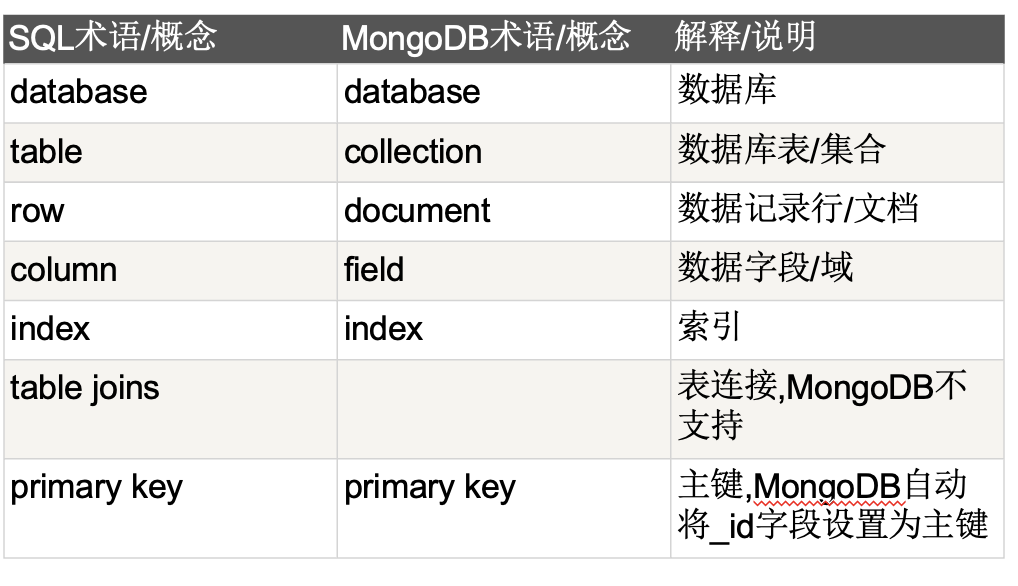 SQL术语/概念 MongoDB术语/概念 解释/说明
database database 数据库
table collection 数据库表/集合
row document 数据记录行/文档
column field 数据字段/域
index index 索引
table joins 表连接,MongoDB不
支持
primary key primary key 主键,MongoDB自动
将_id字段设置为主键